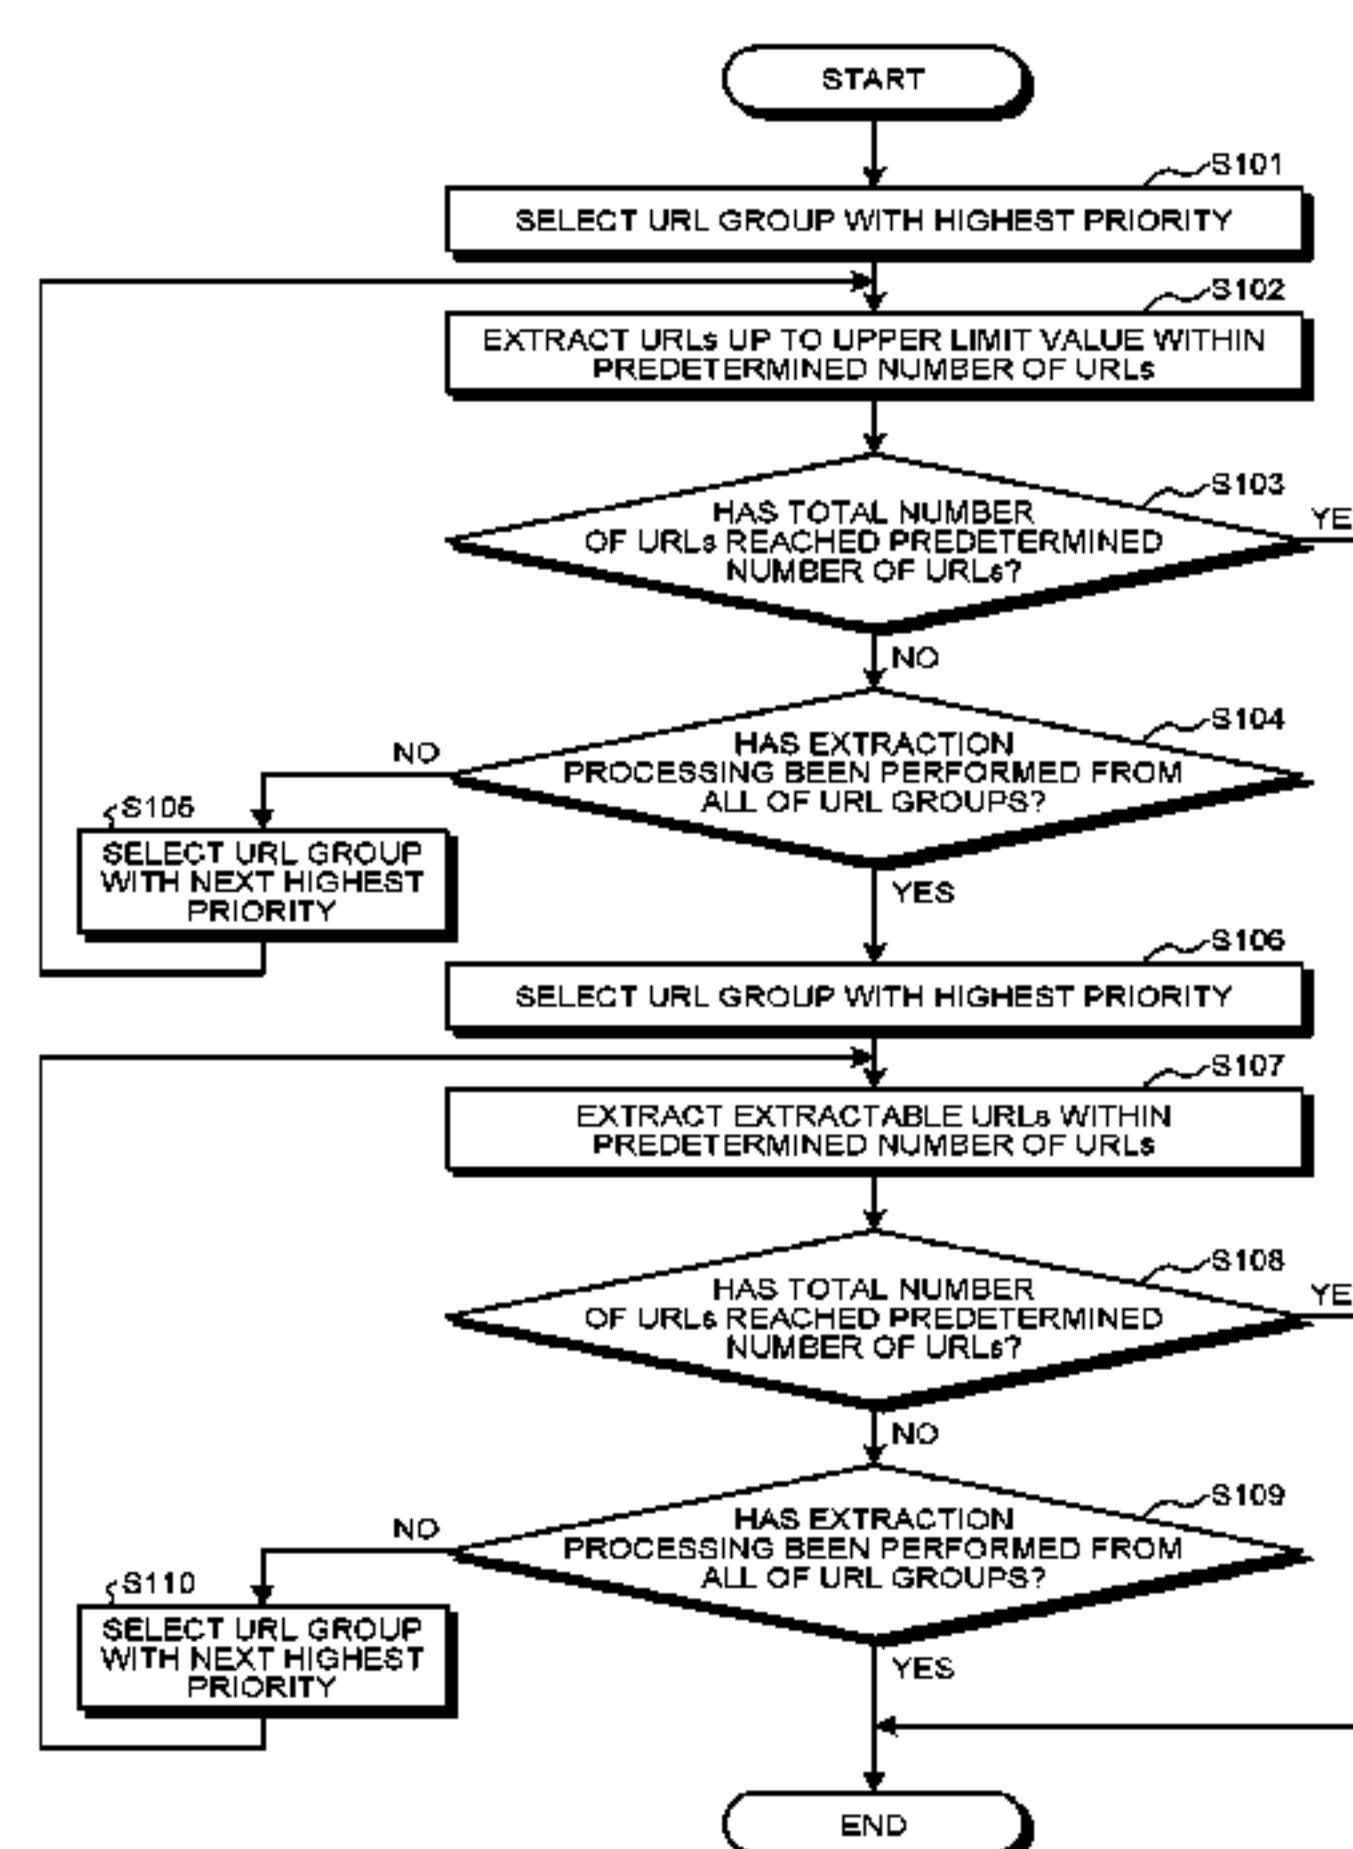 START
S101
SELECT URL GROUP WITH HIGHEST PRIORITY
S102
EXTRACT URLs UP TO UPPER LIMIT VALUE WITHIN
PREDETERMINED NUMBER OF URLs
S103
HAS TOTAL NUMBER
OF URLs REACHED PREDETERMINED
NUMBER OF URLs?
YE
NO
S104
HAS EXTRACTION
PROCESSING BEEN PERFORMED FROM
ALL OF URL GROUPS?
NO
S105
SELECT URL GROUP
WITH NEXT HIGHEST
PRIORITY
YES
S106
SELECT URL GROUP WITH HIGHEST PRIORITY
S107
EXTRACT EXTRACTABLE URLs WITHIN
PREDETERMINED NUMBER OF URLs
S108
HAS TOTAL NUMBER
OF URLs REACHED PREDETERMINED
NUMBER OF URLs?
YE
NO
S109
HAS EXTRACTION
PROCESSING BEEN PERFORMED FROM
ALL OF URL GROUPS?
NO
S110
SELECT URL GROUP
WITH NEXT HIGHEST
PRIORITY
YES
END